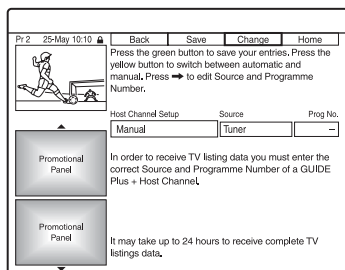 Pr 2 25-May 10:10 Back Save Change Home
Press the green button to save your entries. Press the
yellow button to switch between automatic and
manual. Press ➡ to edit Source and Programme
Number.
Host Channel Setup Source Prog No.
Manual Tuner –
Promotional
Panel
In order to receive TV listing data you must enter the
correct Source and Programme Number of a GUIDE
Plus + Host Channel.
Promotional
Panel
It may take up to 24 hours to receive complete TV
listings data.